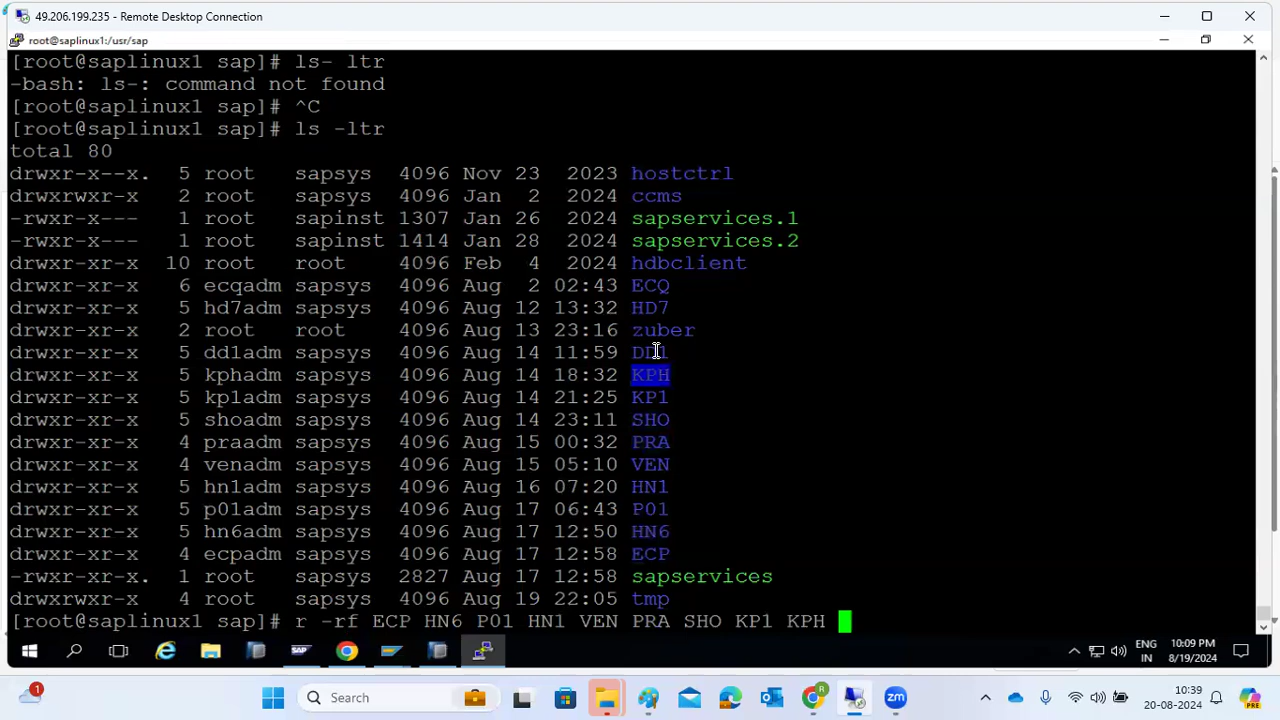 49.206.199.235 - Remote Desktop Connection
root@saplinux1:/usr/sap
[root@saplinux1 sap]# ls- ltr
-bash: ls-: command not found
[root@saplinux1 sap]# ^C
[root@saplinux1 sap]# ls -ltr
total 80
drwxr-x--x. 5 root sapsys 4096 Nov 23 2023 hostctrl
drwxrwxr-x 2 root sapsys 4096 Jan 2 2024 ccms
-rwxr-x--- 1 root sapinst 1307 Jan 26 2024 sapservices.1
-rwxr-x--- 1 root sapinst 1414 Jan 28 2024 sapservices.2
drwxr-xr-x 10 root root 4096 Feb 4 2024 hdbclient
drwxr-xr-x 6 ecqadm sapsys 4096 Aug 2 02:43 ECQ
drwxr-xr-x 5 hd7adm sapsys 4096 Aug 12 13:32 HD7
drwxr-xr-x 2 root root 4096 Aug 13 23:16 zuber
drwxr-xr-x 5 dd1adm sapsys 4096 Aug 14 11:59 DD1
drwxr-xr-x 5 kphadm sapsys 4096 Aug 14 18:32 KPH
drwxr-xr-x 5 kp1adm sapsys 4096 Aug 14 21:25 KP1
drwxr-xr-x 5 shoadm sapsys 4096 Aug 14 23:11 SHO
drwxr-xr-x 4 praadm sapsys 4096 Aug 15 00:32 PRA
drwxr-xr-x 4 venadm sapsys 4096 Aug 15 05:10 VEN
drwxr-xr-x 5 hn1adm sapsys 4096 Aug 16 07:20 HN1
drwxr-xr-x 5 p01adm sapsys 4096 Aug 17 06:43 P01
drwxr-xr-x 5 hn6adm sapsys 4096 Aug 17 12:50 HN6
drwxr-xr-x 4 ecpadm sapsys 4096 Aug 17 12:58 ECP
-rwxr-xr-x. 1 root sapsys 2827 Aug 17 12:58 sapservices
drwxrwxr-x 4 root sapsys 4096 Aug 19 22:05 tmp
[root@saplinux1 sap]# r -rf ECP HN6 P01 HN1 VEN PRA SHO KP1 KPH
SAP
ENG
IN
10:09 PM
8/19/2024
1
Search
R
zm
10:39
20-08-2024
PRE